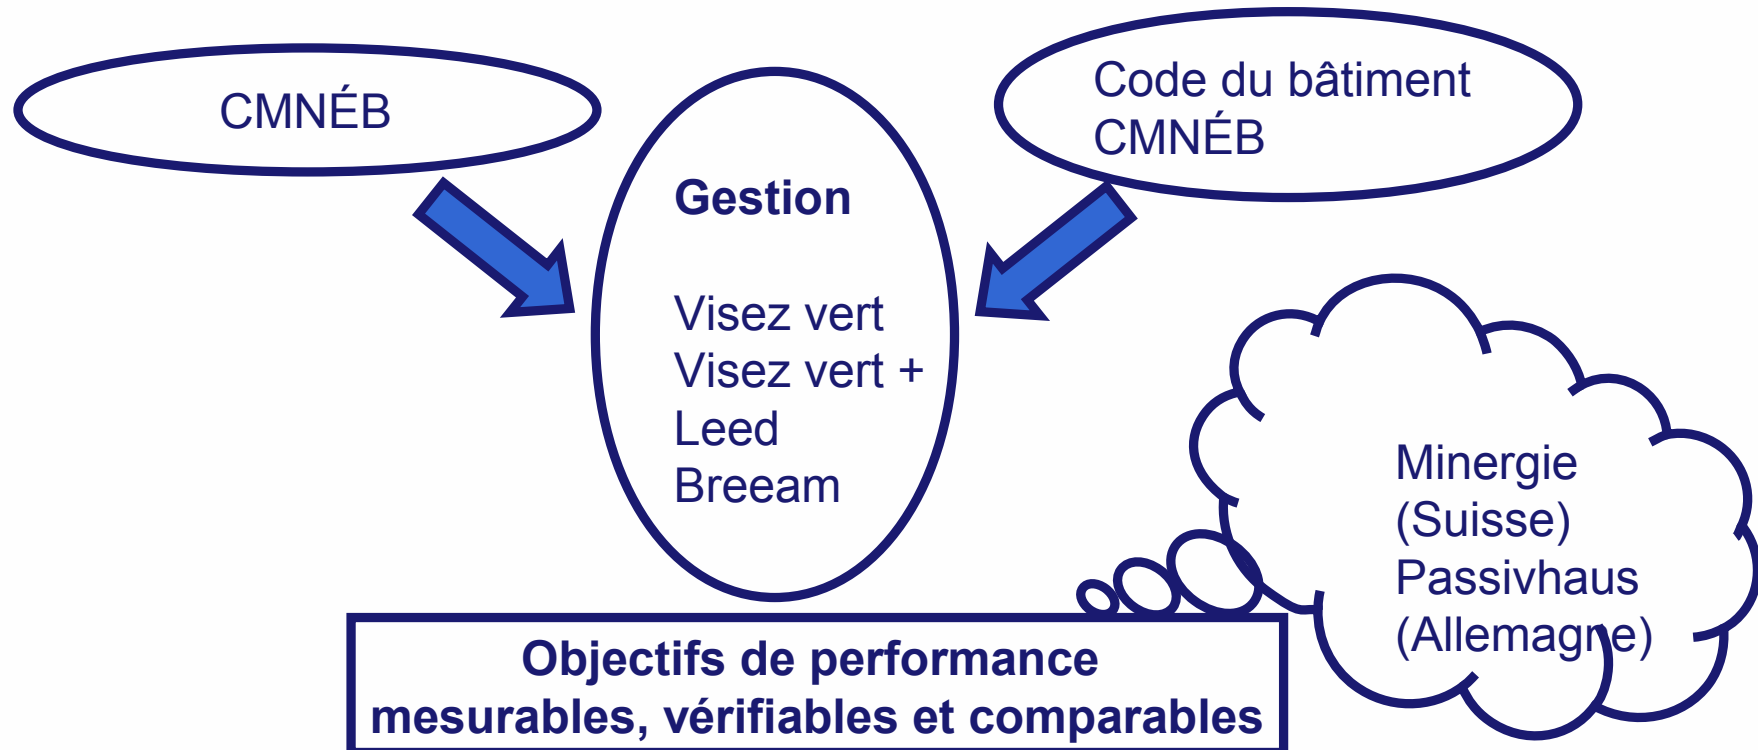 CMNÉB
Code du bâtiment
CMNÉB
Gestion
Visez vert
Visez vert +
Leed
Breeam
Minergie
(Suisse)
Passivhaus
(Allemagne)
Objectifs de performance
mesurables, vérifiables et comparables